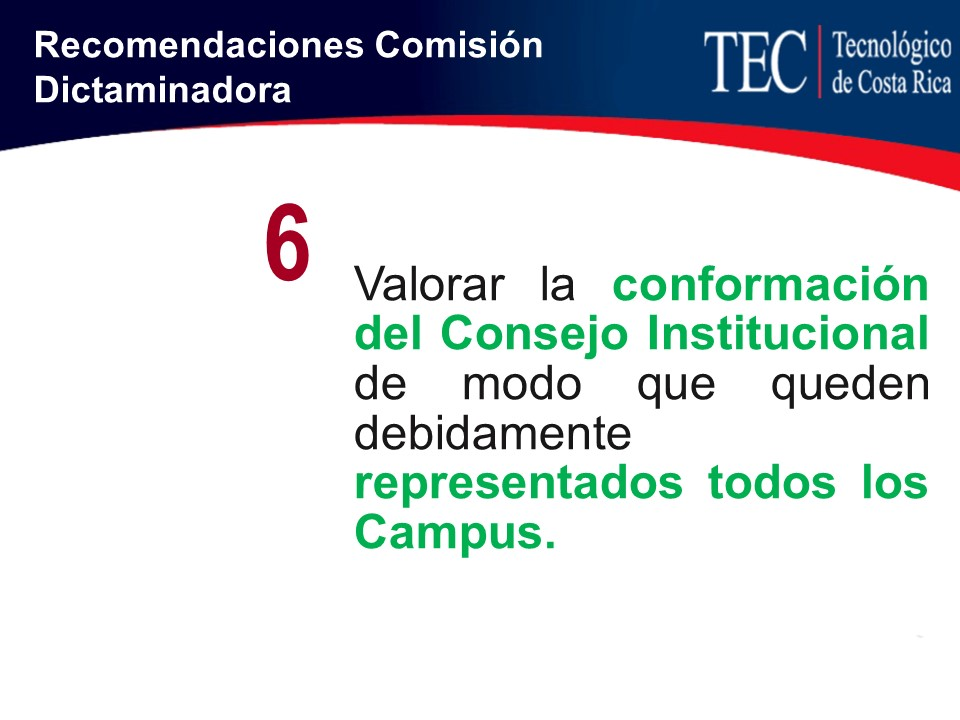 Recomendaciones Comisión
Dictaminadora
TEC | Tecnológico
de Costa Rica
6
Valorar la conformación
del Consejo Institucional
de modo que queden
debidamente
representados todos los
Campus.